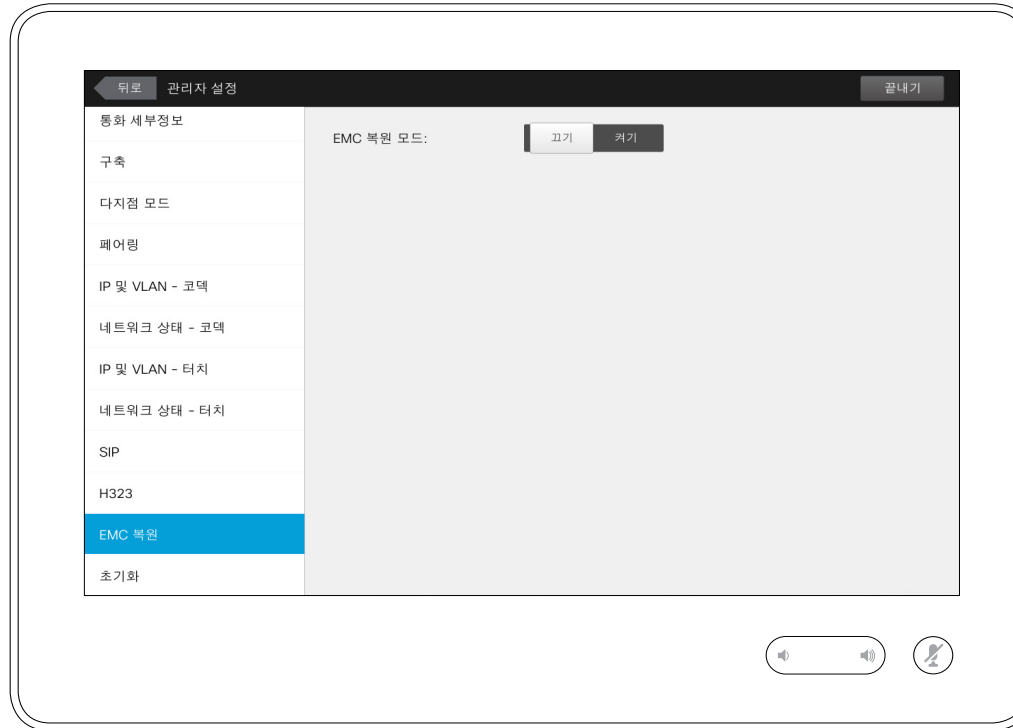 뒤로 관리자 설정 끝내기
통화 세부정보
EMC 복원 모드: 끄기 켜기
구축
다지점 모드
페어링
IP 및 VLAN - 코덱
네트워크 상태 - 코덱
IP 및 VLAN - 터치
네트워크 상태 - 터치
SIP
H323
EMC 복원
초기화